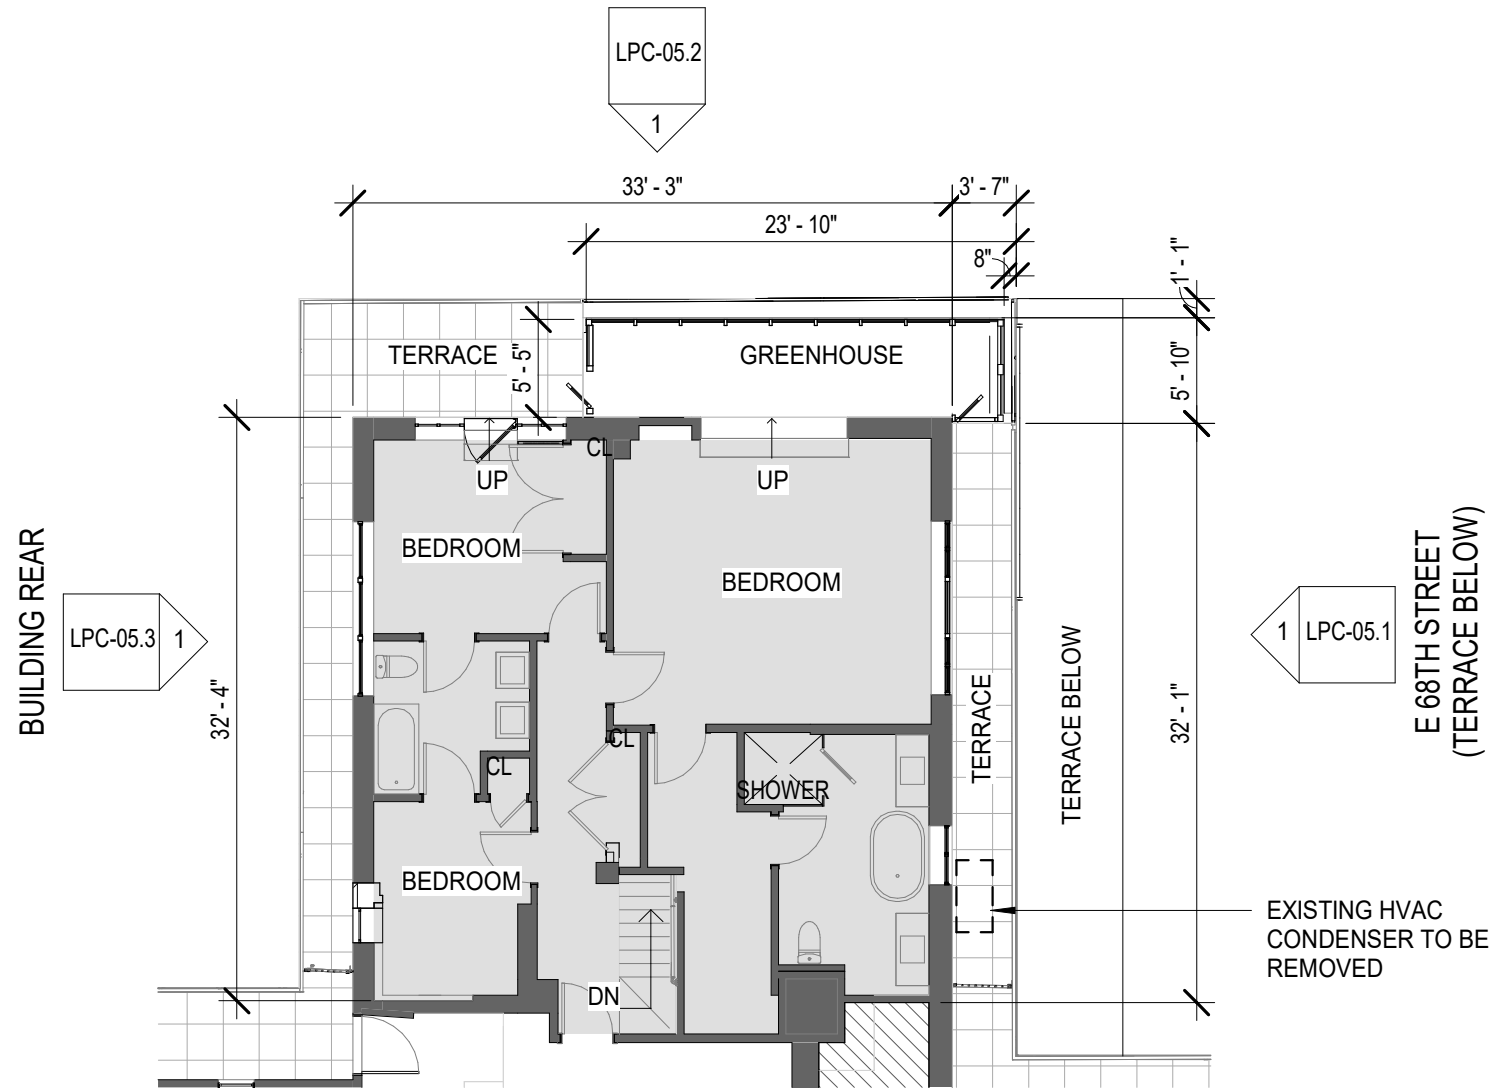 LPC-05.2
1
33' - 3"
3' - 7"
23' - 10"
8"
1' - 1"
TERRACE
5' - 5"
GREENHOUSE
5' - 10"
CL
UP
UP
BEDROOM
BEDROOM
BUILDING REAR
LPC-05.3
1
32' - 4"
TERRACE
TERRACE BELOW
32' - 1"
1
LPC-05.1
E 68TH STREET
(TERRACE BELOW)
CL
CL
SHOWER
BEDROOM
EXISTING HVAC
CONDENSER TO BE
REMOVED
DN